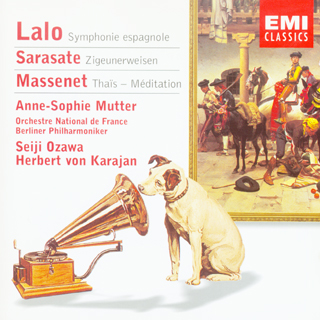 Lalo Symphonie espagnole
Sarasate Zigeunerweisen
Massenet Thaïs – Méditation
Anne-Sophie Mutter
Orchestre National de France
Berliner Philharmoniker
Seiji Ozawa
Herbert von Karajan
EMI
CLASSICS